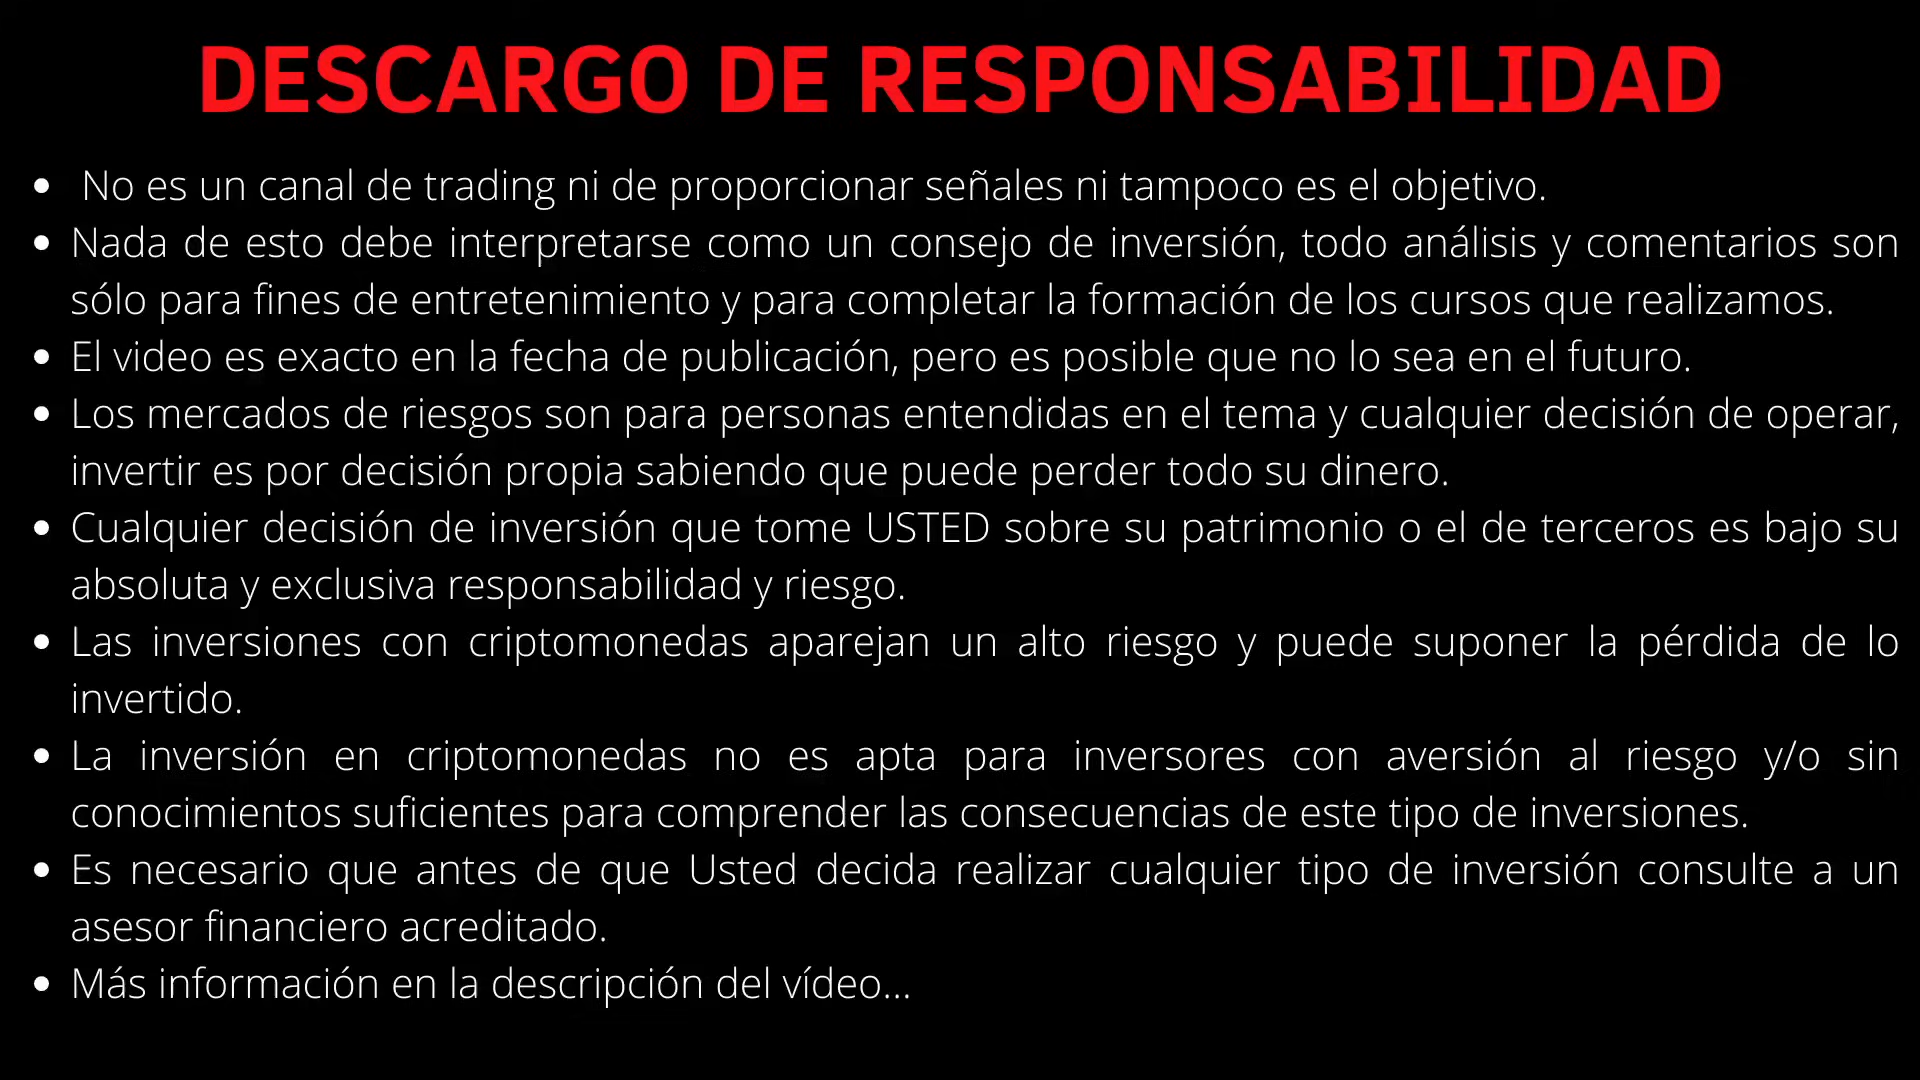 DESCARGO DE RESPONSABILIDAD
• No es un canal de trading ni de proporcionar señales ni tampoco es el objetivo.
• Nada de esto debe interpretarse como un consejo de inversión, todo análisis y comentarios son
sólo para fines de entretenimiento y para completar la formación de los cursos que realizamos.
• El video es exacto en la fecha de publicación, pero es posible que no lo sea en el futuro.
• Los mercados de riesgos son para personas entendidas en el tema y cualquier decisión de operar,
invertir es por decisión propia sabiendo que puede perder todo su dinero.
• Cualquier decisión de inversión que tome USTED sobre su patrimonio o el de terceros es bajo su
absoluta y exclusiva responsabilidad y riesgo.
• Las inversiones con criptomonedas aparejan un alto riesgo y puede suponer la pérdida de lo
invertido.
• La inversión en criptomonedas no es apta para inversores con aversión al riesgo y/o sin
conocimientos suficientes para comprender las consecuencias de este tipo de inversiones.
• Es necesario que antes de que Usted decida realizar cualquier tipo de inversión consulte a un
asesor financiero acreditado.
• Más información en la descripción del vídeo...